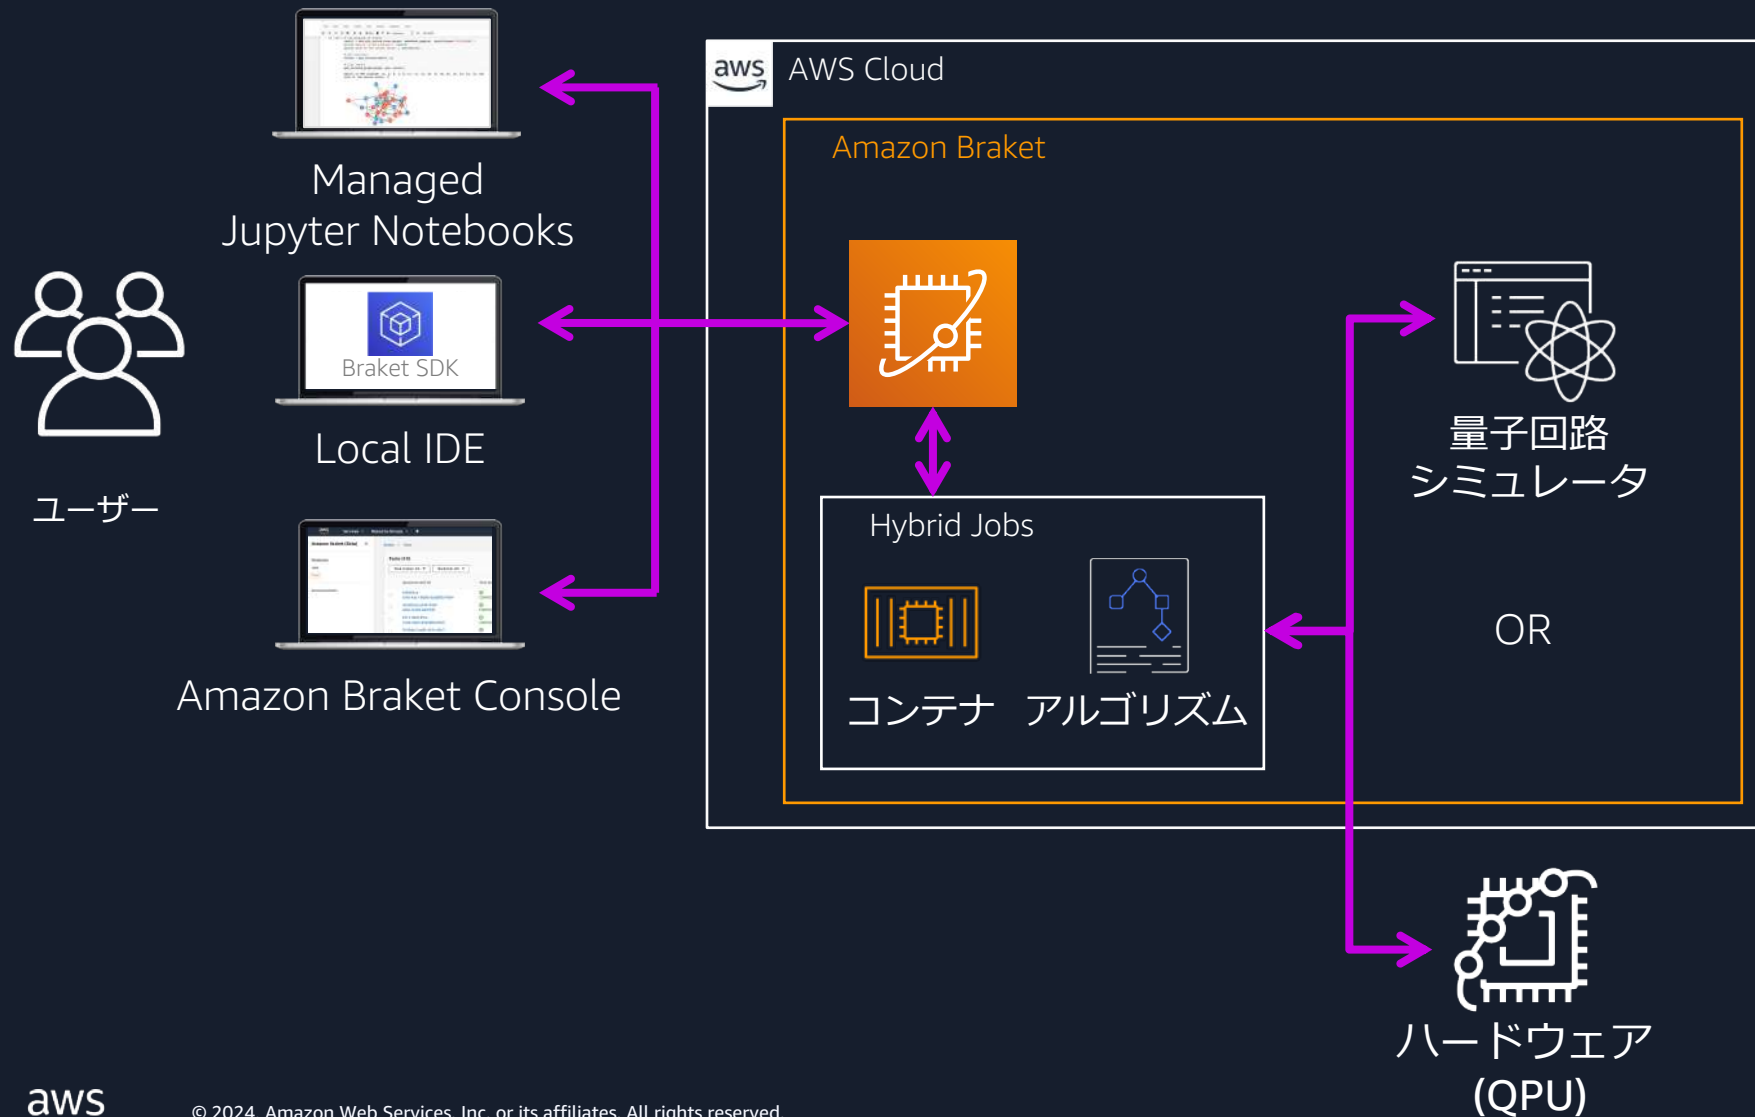 aws
AWS Cloud
Amazon Braket
Managed
Jupyter Notebooks
Braket SDK
Local IDE
ユーザー
Amazon Braket Console
Hybrid Jobs
コンテナ
アルゴリズム
量子回路
シミュレータ
OR
ハードウェア
(QPU)
aws
© 2024, Amazon Web Services, Inc. or its affiliates. All rights reserved.